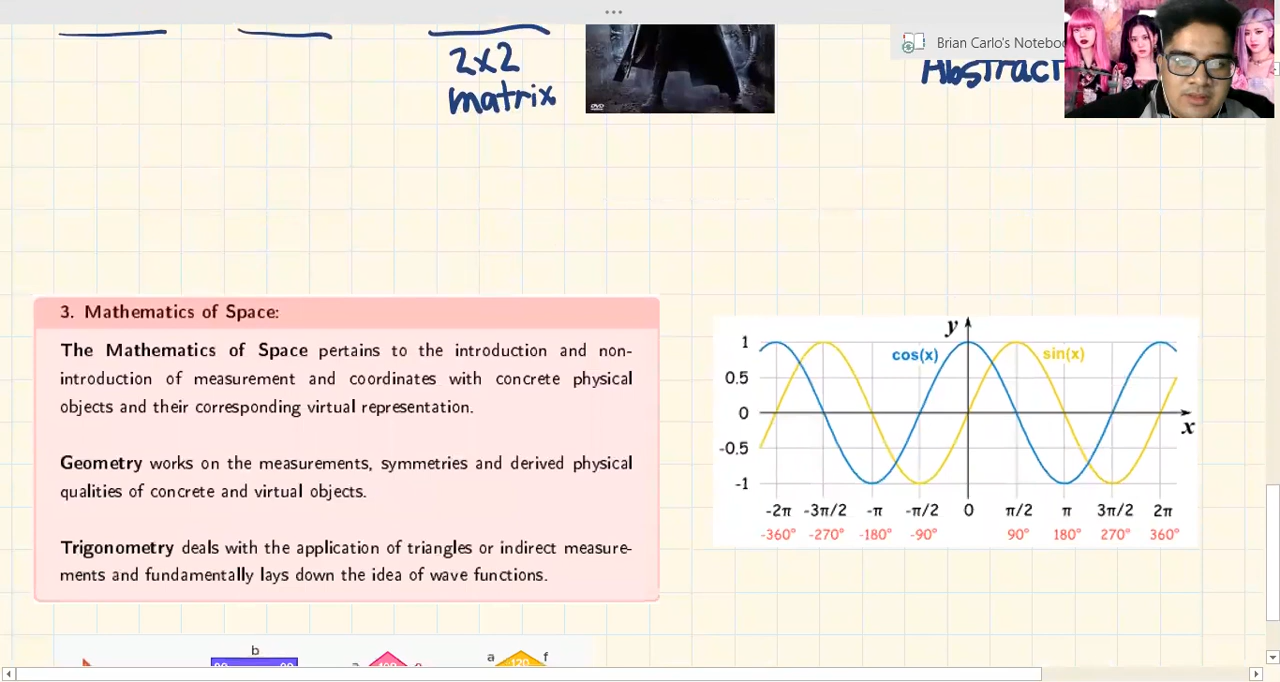 2x2
matrix
DVD
Brian Carlo's Notebo
Abstract
3. Mathematics of Space:
The Mathematics of Space pertains to the introduction and non-
introduction of measurement and coordinates with concrete physical
objects and their corresponding virtual representation.
Geometry works on the measurements, symmetries and derived physical
qualities of concrete and virtual objects.
Trigonometry deals with the application of triangles or indirect measure-
ments and fundamentally lays down the idea of wave functions.
y
1
cos(x)
sin(x)
0.5
0
x
-0.5
-1
-2π -3π/2 -π -π/2 0 π/2 π 3π/2 2π
-360° -270° -180° -90° 90° 180° 270° 360°
b
a f
120